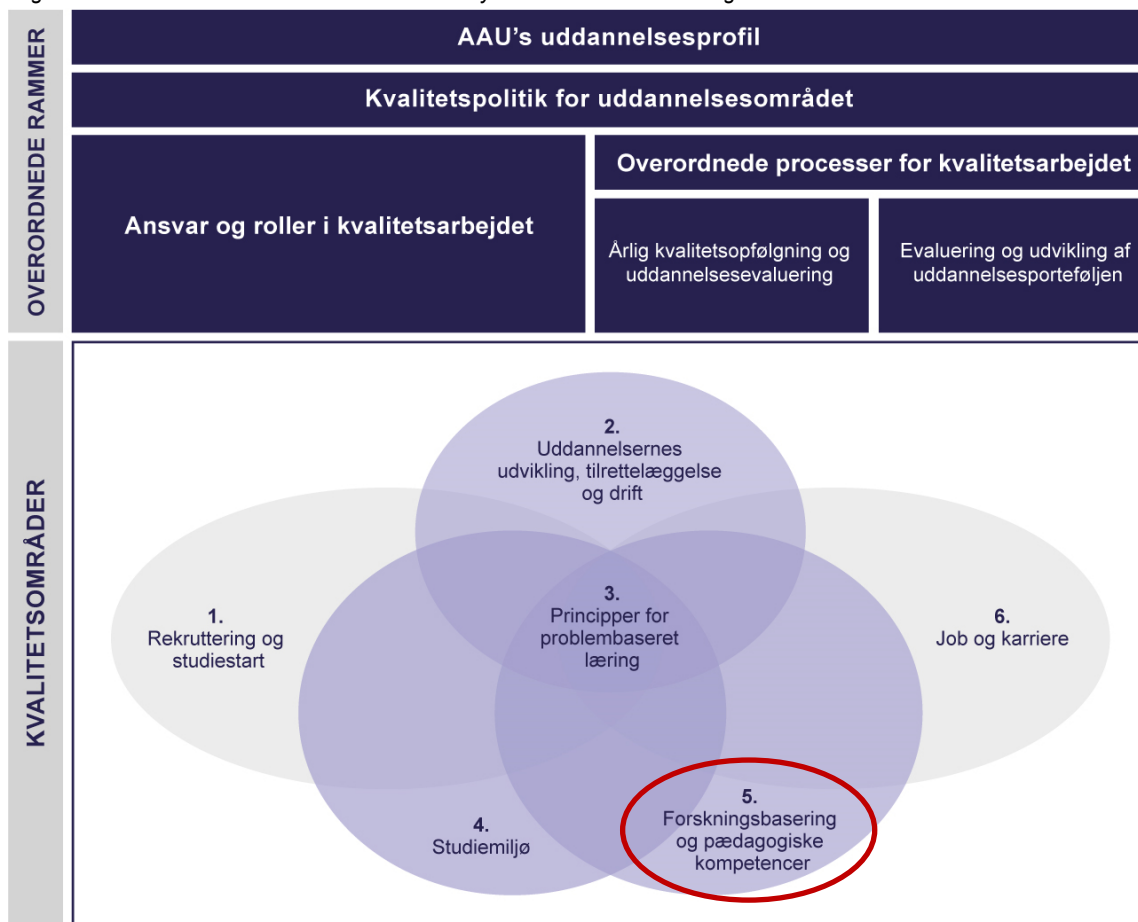 OVERORDNEDE RAMMER
AAU's uddannelsesprofil
Kvalitetspolitik for uddannelsesområdet
Ansvar og roller i kvalitetsarbejdet
Overordnede processer for kvalitetsarbejdet
Årlig kvalitetsopfølgning og
uddannelsesevaluering
Evaluering og udvikling af
uddannelsesporteføljen
KVALITETSOMRÅDER
1.
Rekruttering og
studiestart
2.
Uddannelsernes
udvikling, tilrettelæggelse
og drift
3.
Principper for
problembaseret
læring
4.
Studiemiljø
5.
Forskningsbasering
og pædagogiske
kompetencer
6.
Job og karriere